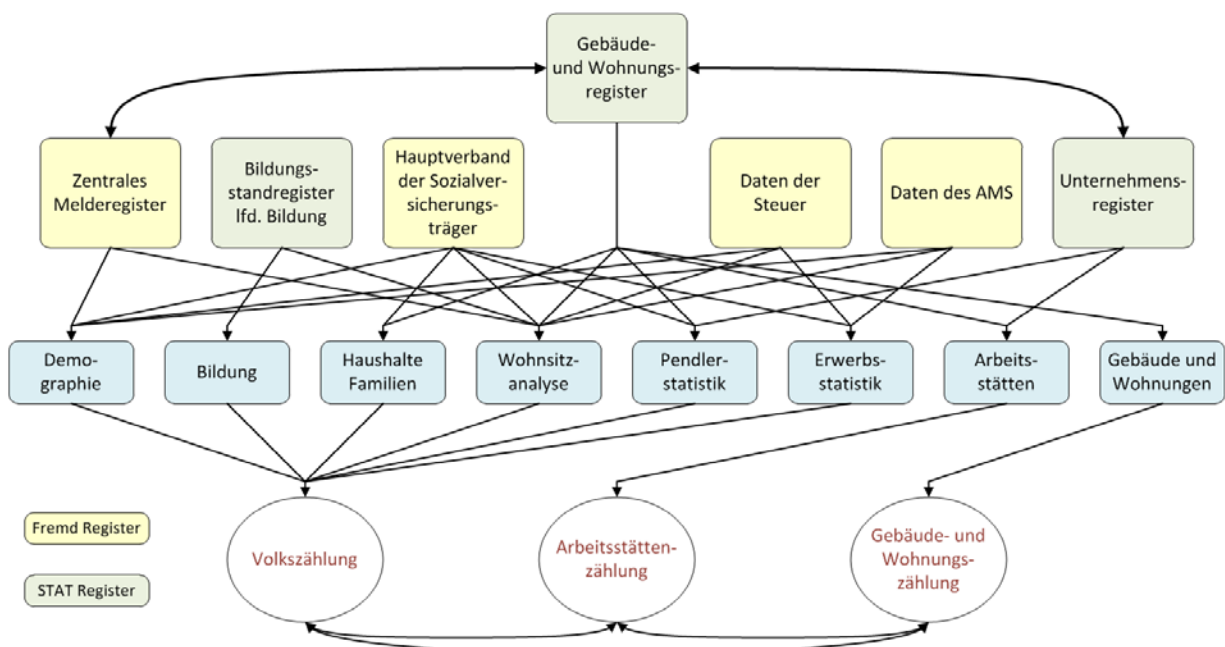 Gebäude-
und Wohnungs-
register
Zentrales
Melderegister
Bildungs-
standregister
lfd. Bildung
Hauptverband
der Sozialver-
sicherungs-
träger
Daten der
Steuer
Daten des AMS
Unternehmens-
register
Demo-
graphie
Bildung
Haushalte
Familien
Wohnsitz-
analyse
Pendler-
statistik
Erwerbs-
statistik
Arbeits-
stätten
Gebäude und
Wohnungen
Fremd Register
STAT Register
Volkszählung
Arbeitsstätten-
zählung
Gebäude- und
Wohnungs-
zählung